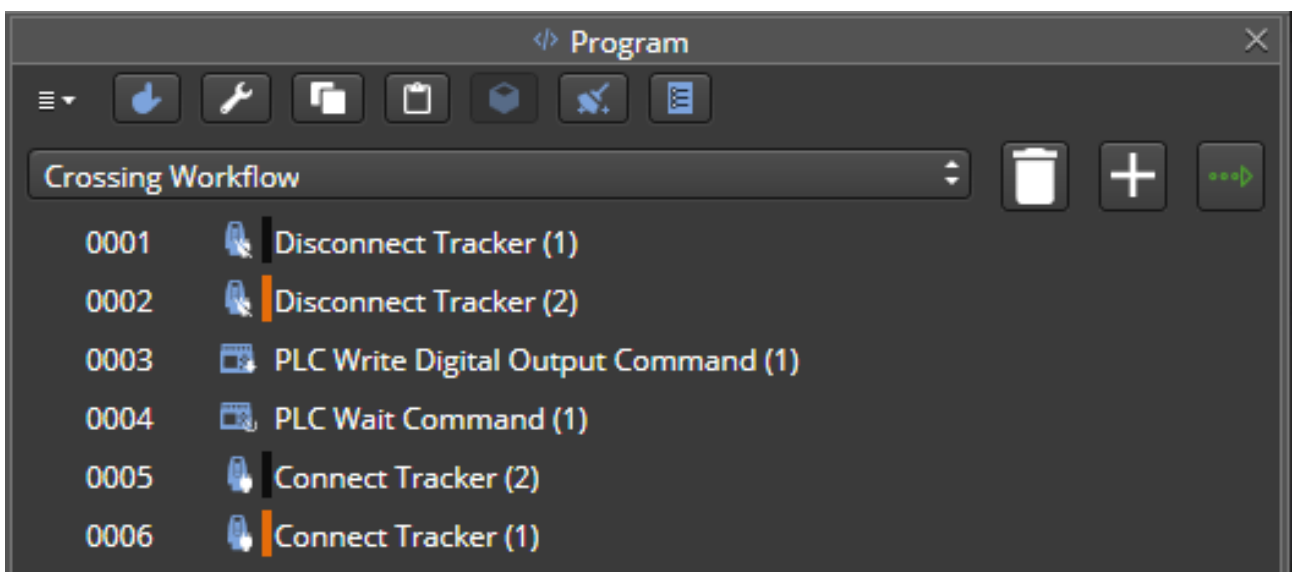 </> Program
Crossing Workflow
0001 Disconnect Tracker (1)
0002 Disconnect Tracker (2)
0003 PLC Write Digital Output Command (1)
0004 PLC Wait Command (1)
0005 Connect Tracker (2)
0006 Connect Tracker (1)